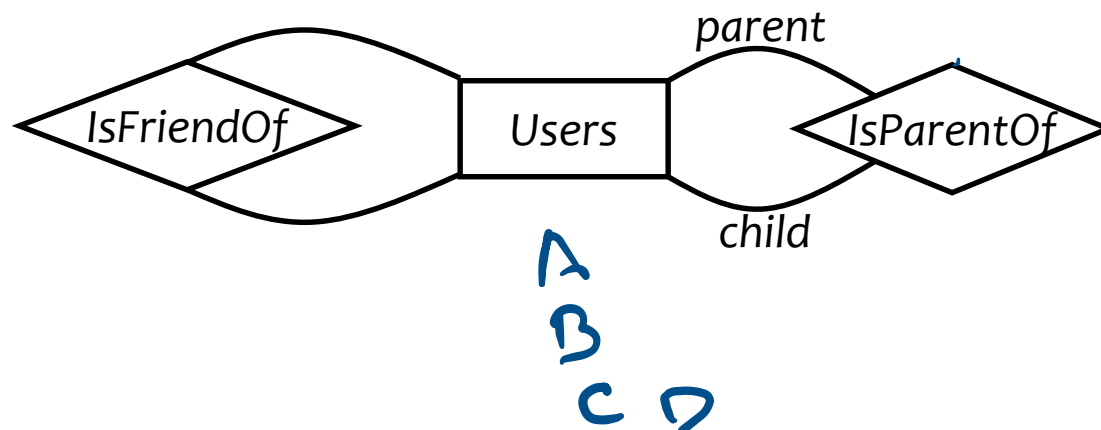 parent
IsFriendOf Users IsParentOf
child
A
B
C D